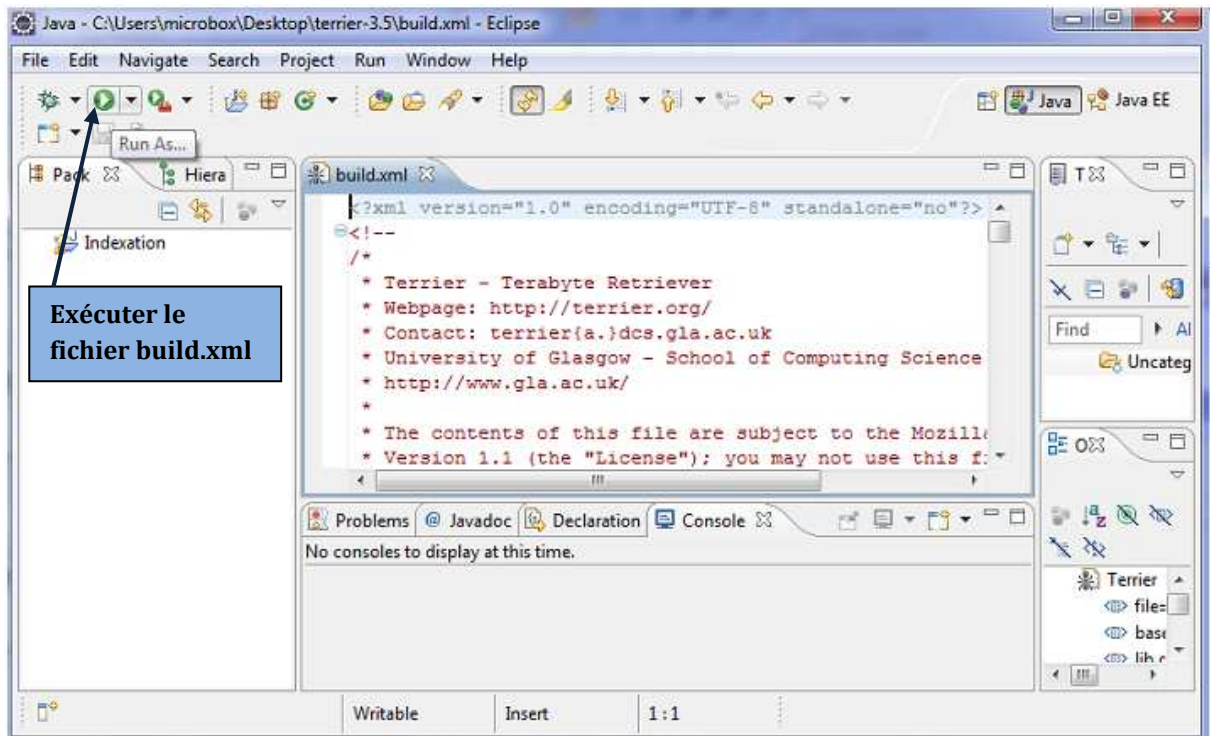 Java - C:\Users\microbox\Desktop\terrier-3.5\build.xml - Eclipse
File Edit Navigate Search Project Run Window Help
Java Java EE
Run As...
Pack Hiera
build.xml
T
Indexation
Exécuter le
fichier build.xml
<?xml version="1.0" encoding="UTF-8" standalone="no"?>
<!--
/*
* Terrier - Terabyte Retriever
* Webpage: http://terrier.org/
* Contact: terrier{a.}dcs.gla.ac.uk
* University of Glasgow - School of Computing Science
* http://www.gla.ac.uk/
*
* The contents of this file are subject to the Mozilla
* Version 1.1 (the "License"); you may not use this f
Find Al
Uncateg
O
Problems @ Javadoc Declaration Console
No consoles to display at this time.
Terrier
file=
base
lib
Writable Insert 1:1